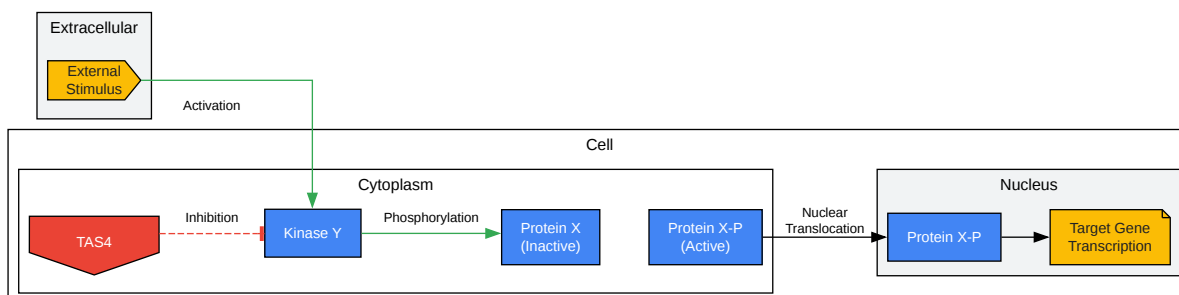 Extracellular
External
Stimulus
Activation
Cell
Cytoplasm
Nucleus
TAS4
Inhibition
Kinase Y
Phosphorylation
Protein X
(Inactive)
Protein X-P
(Active)
Nuclear
Translocation
Protein X-P
Target Gene
Transcription